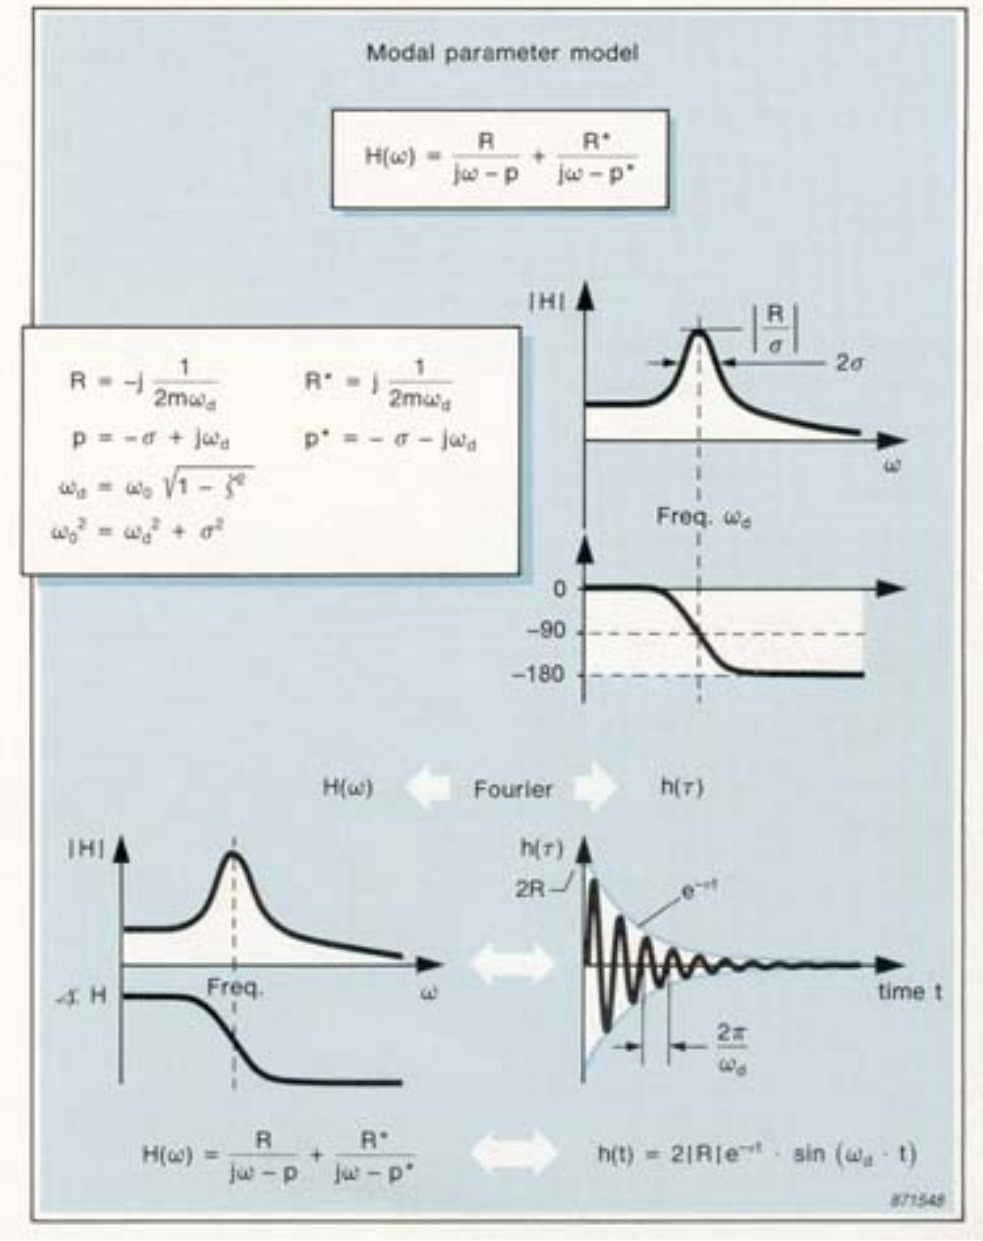 Modal parameter model
H(ω) = R / (jω – p) + R* / (jω – p*)
|H|
|R/σ|
2σ
ω
Freq. ω_d
R = –j 1 / (2mω_d)
R* = j 1 / (2mω_d)
p = – σ + jω_d
p* = – σ – jω_d
ω_d = ω_0 √(1 – ξ²)
ω_0² = ω_d² + σ²
0
–90
–180
H(ω) Fourier h(τ)
|H|
Freq.
ω
∡ H
h(τ)
2R
e^–σt
time t
2π / ω_d
H(ω) = R / (jω – p) + R* / (jω – p*)
h(t) = 2|R|e^–σt · sin (ω_d · t)
871548